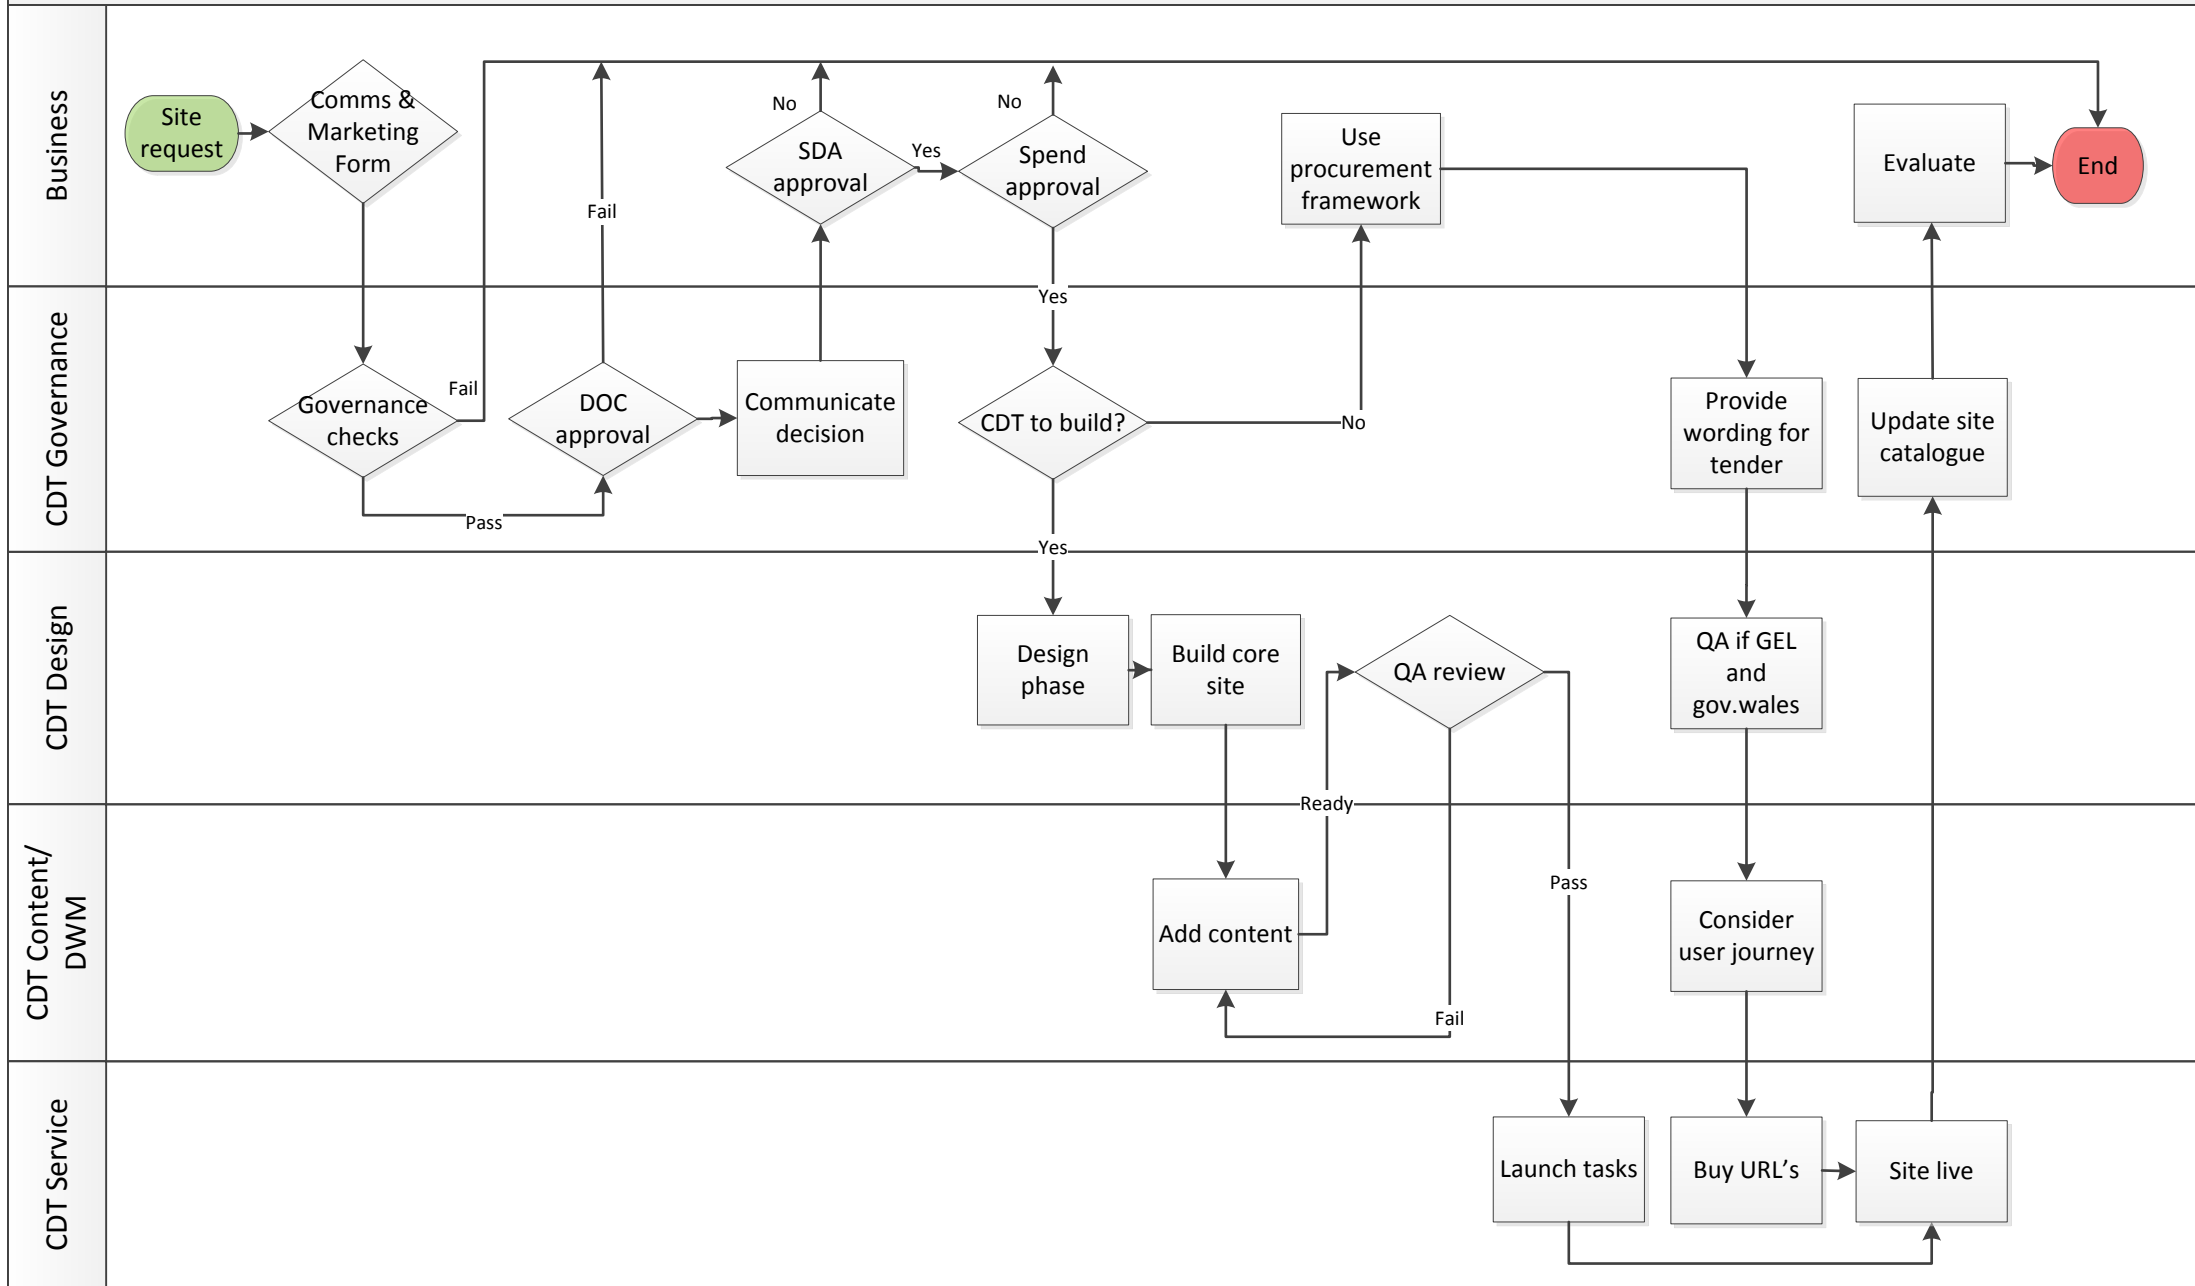 Business
Site
request
Comms &
Marketing
Form
Fail
No
SDA
approval
Yes
No
Spend
approval
Yes
Use
procurement
framework
Evaluate
End
CDT Governance
Governance
checks
Fail
Pass
DOC
approval
Communicate
decision
CDT to build?
No
Yes
Provide
wording for
tender
Update site
catalogue
CDT Design
Design
phase
Build core
site
QA review
QA if GEL
and
gov.wales
Ready
Pass
CDT Content/
DWM
Add content
Fail
Consider
user journey
CDT Service
Launch tasks
Buy URL's
Site live